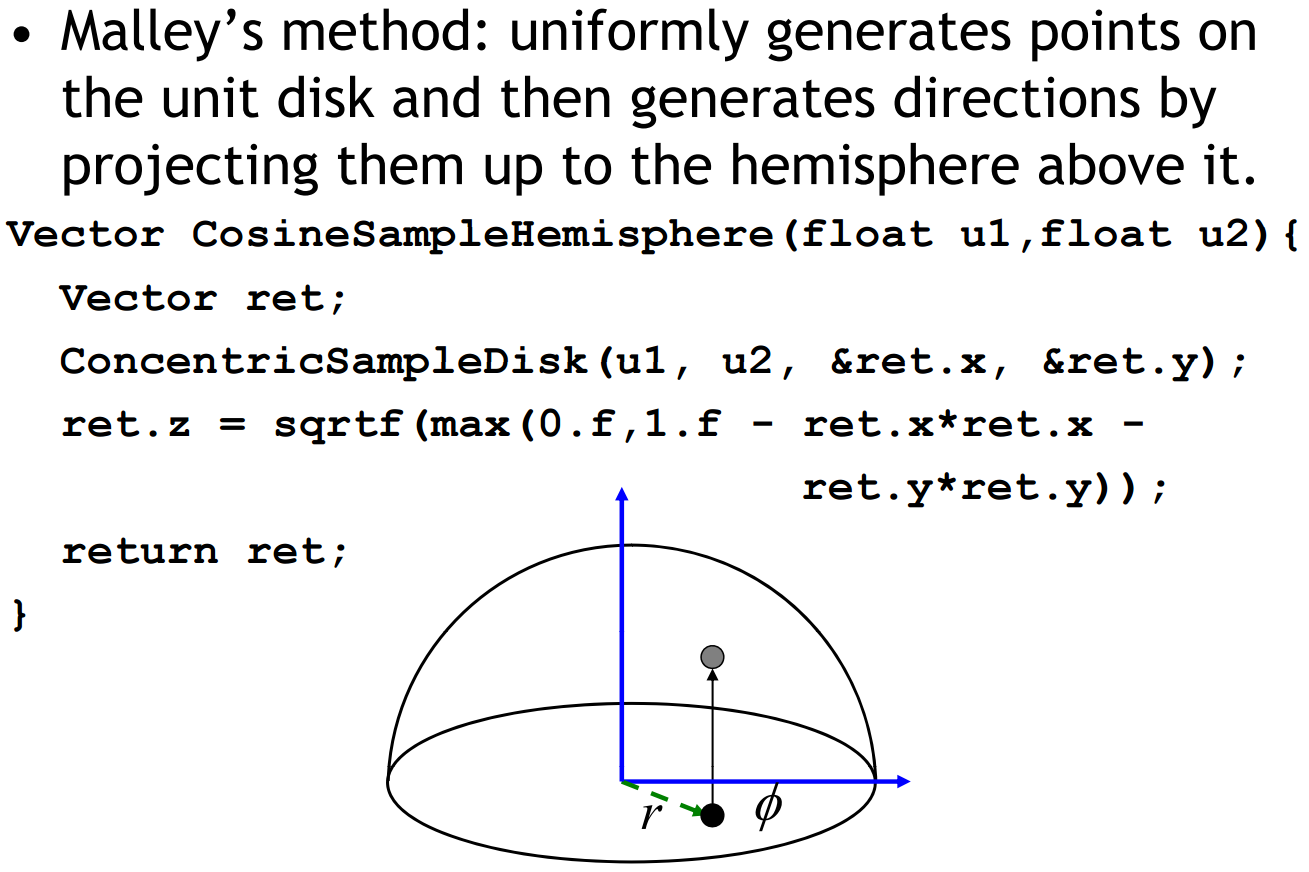 • Malley’s method: uniformly generates points on
the unit disk and then generates directions by
projecting them up to the hemisphere above it.
Vector CosineSampleHemisphere(float u1,float u2){
Vector ret;
ConcentricSampleDisk(u1, u2, &ret.x, &ret.y);
ret.z = sqrtf(max(0.f,1.f - ret.x*ret.x -
ret.y*ret.y));
return ret;
}
r ϕ